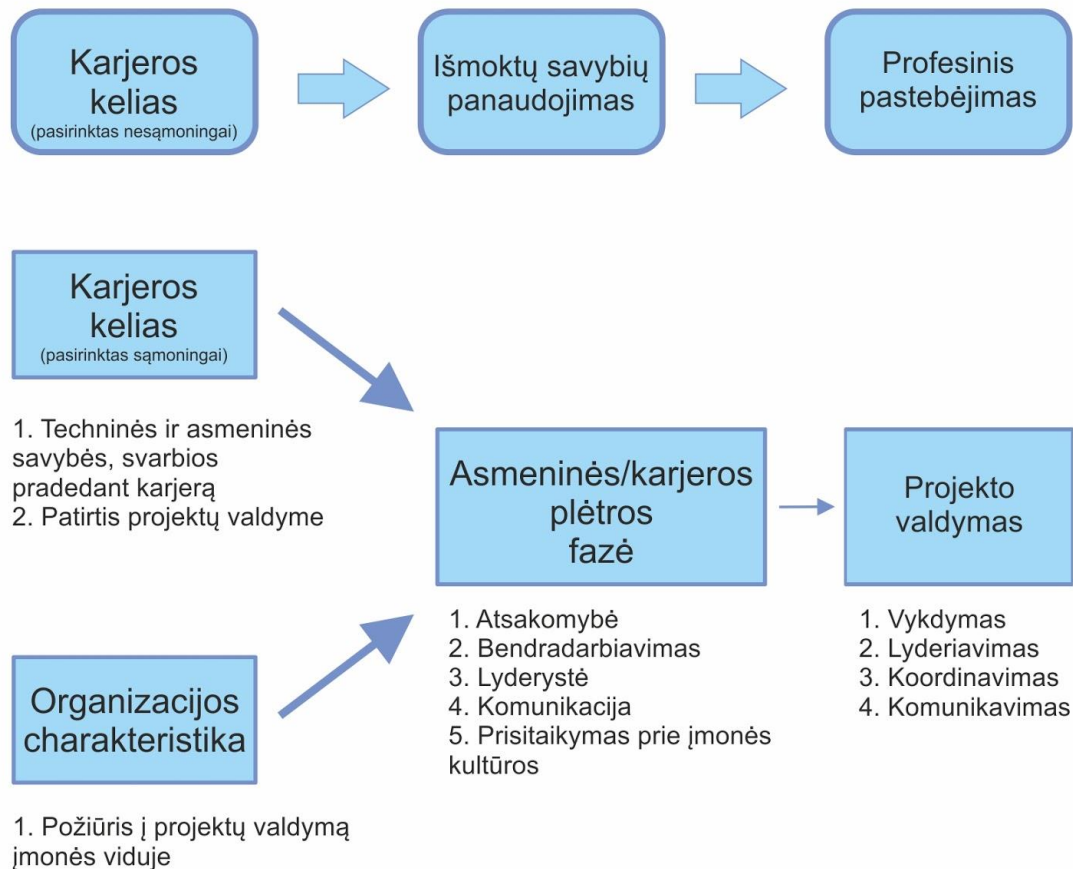 Karjeros
kelias
(pasirinktas nesąmoningai)
Išmoktų savybių
panaudojimas
Profesinis
pastebėjimas
Karjeros
kelias
(pasirinktas sąmoningai)
1. Techninės ir asmeninės
savybės, svarbios
pradedant karjerą
2. Patirtis projektų valdyme
Organizacijos
charakteristika
1. Požiūris į projektų valdymą
įmonės viduje
Asmeninės/karjeros
plėtros
fazė
1. Atsakomybė
2. Bendradarbiavimas
3. Lyderystė
4. Komunikacija
5. Prisitaikymas prie įmonės
kultūros
Projekto
valdymas
1. Vykdymas
2. Lyderiavimas
3. Koordinavimas
4. Komunikavimas